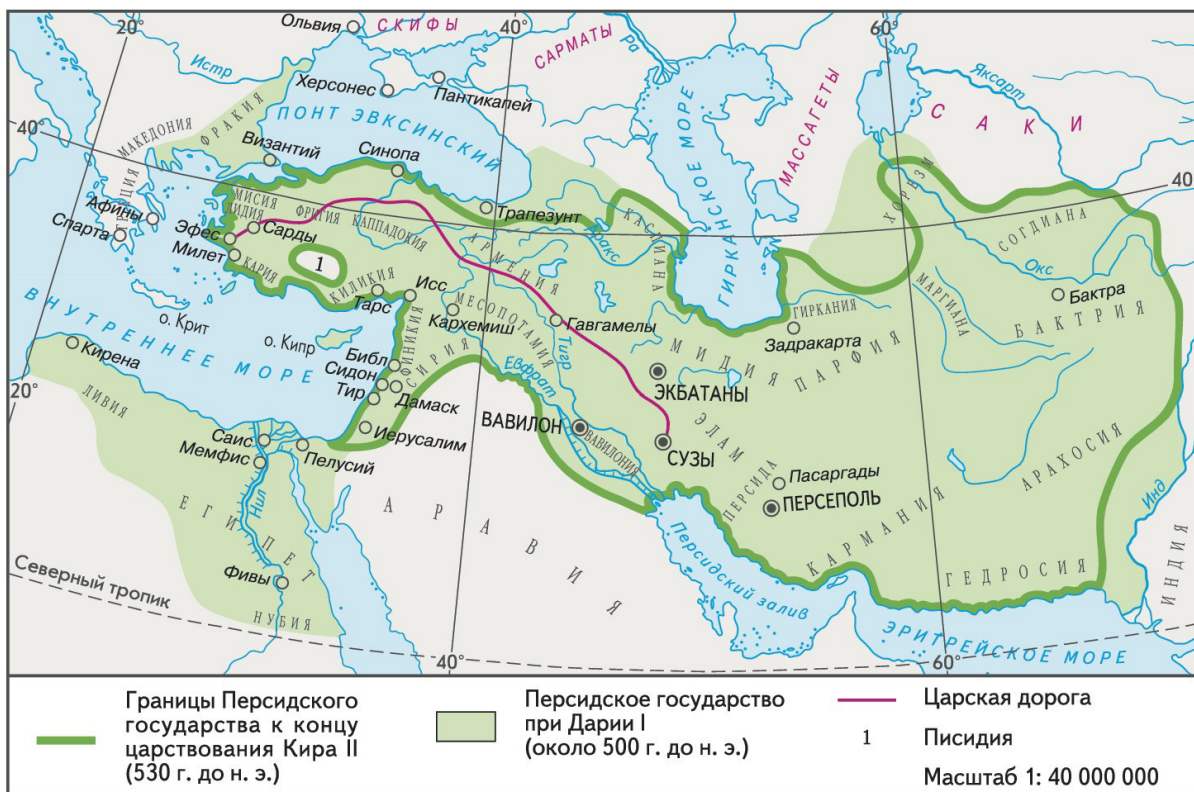 20°
Ольвия
СКИФЫ
40°
САРМАТЫ
Ра
60°
Истр
Херсонес
Пантикапей
ПОНТ ЭВКСИНСКИЙ
ГИРКАНСКОЕ МОРЕ
МАССАГЕТЫ
Яксарт
САКИ
40°
МАКЕДОНИЯ
ФРАКИЯ
Византий
Синопа
Трапезунт
КАСПИАНА
ХОРЕЗМ
СОГДИАНА
40°
ГРЕЦИЯ
Афины
Спарта
Эфес
Милет
МИСИЯ
ЛИДИЯ
Сарды
ФРИГИЯ
КАППАДОКИЯ
АРМЕНИЯ
Аракс
КАРИЯ
1
КИЛИКИЯ
Тарс
Исс
МЕСОПОТАМИЯ
Кархемиш
Гавгамелы
Тигр
ГИРКАНИЯ
Задракарта
МАРГИАНА
Окс
Бактра
БАКТРИЯ
ВНУТРЕННЕЕ МОРЕ
о. Крит
о. Кипр
Кирена
20°
ЛИВИЯ
Библ
Сидон
Тир
ФИНИКИЯ
СИРИЯ
Дамаск
Иерусалим
Евфрат
МИДИЯ
ПАРФИЯ
ЭКБАТАНЫ
ВАВИЛОН
ВАВИЛОНИЯ
ЭЛАМ
СУЗЫ
Саис
Мемфис
Пелусий
Нил
ЕГИПЕТ
АРАВИЯ
ПЕРСИДА
Пасаргады
ПЕРСЕПОЛЬ
КАРМАНИЯ
АРАХОСИЯ
Инд
ИНДИЯ
Северный тропик
Фивы
НУБИЯ
Персидский залив
ГЕДРОСИЯ
ЭРИТРЕЙСКОЕ МОРЕ
40°
60°
Границы Персидского
государства к концу
царствования Кира II
(530 г. до н. э.)
Персидское государство
при Дарии I
(около 500 г. до н. э.)
Царская дорога
1 Писидия
Масштаб 1: 40 000 000